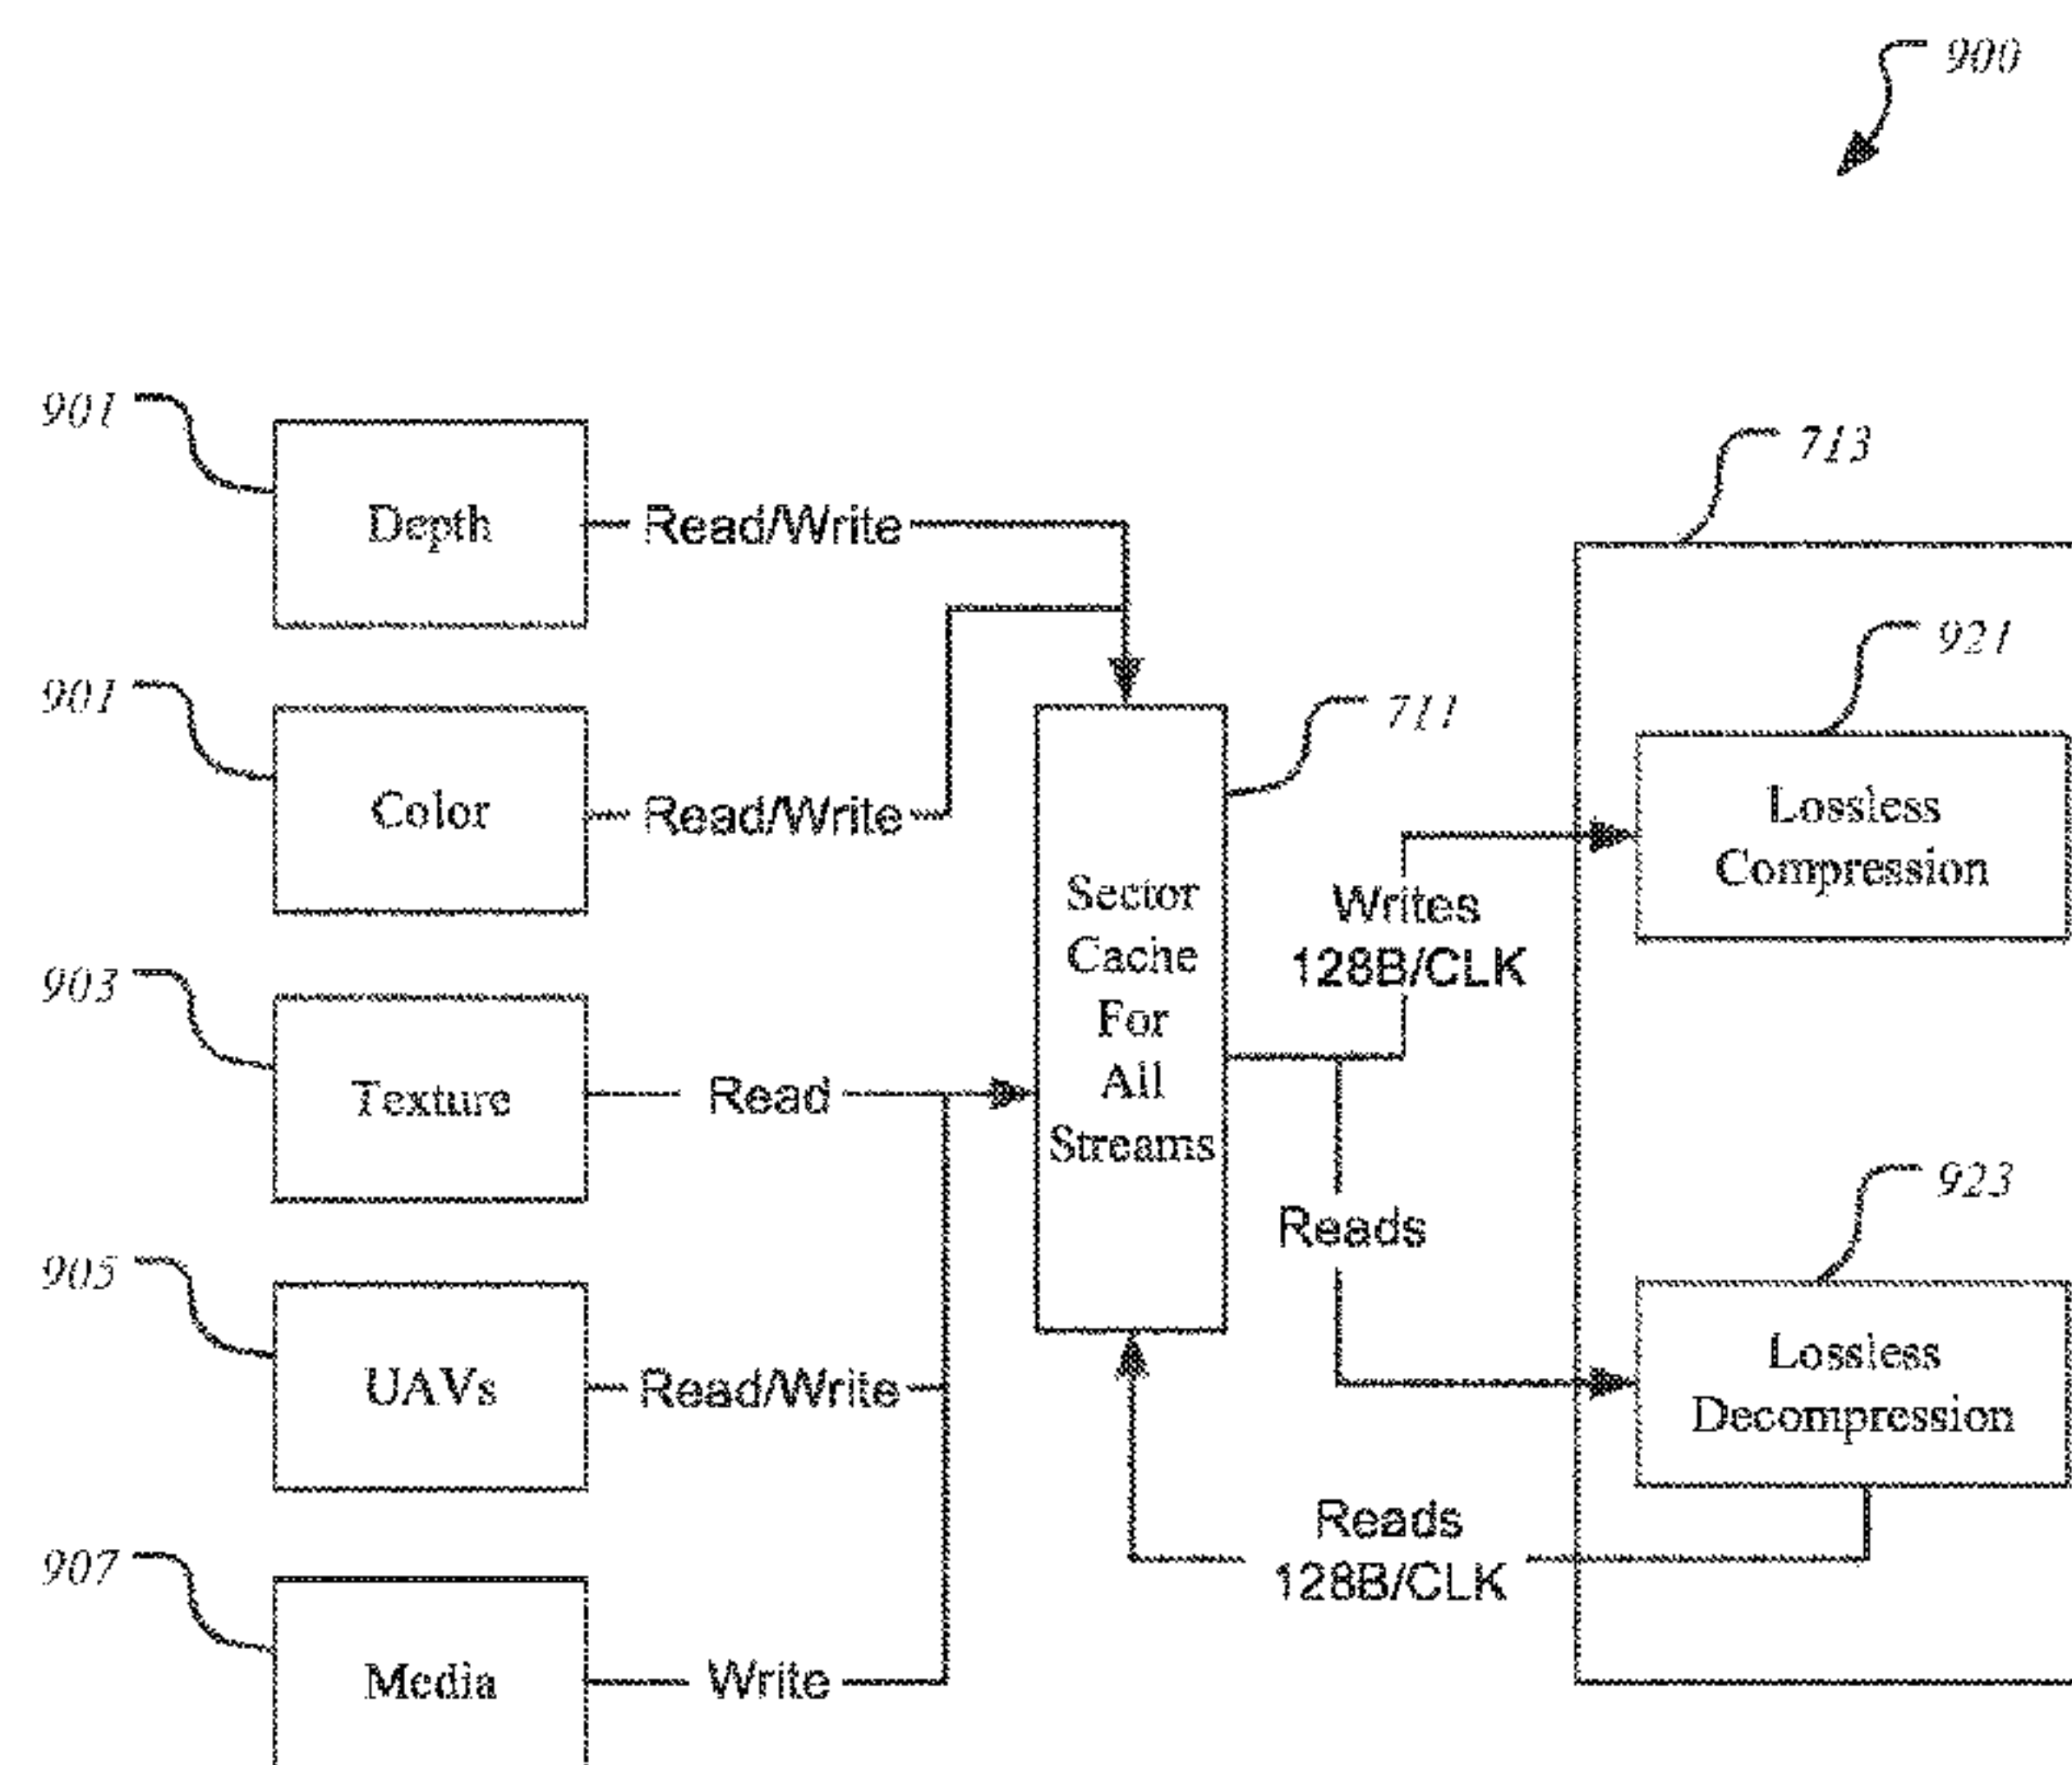 900
901
Depth
Read/Write
713
921
901
Color
Read/Write
711
Lossless
Compression
Sector
Cache
For
All
Streams
Writes
128B/CLK
903
Texture
Read
923
Reads
905
UAVs
Read/Write
Lossless
Decompression
Reads
128B/CLK
907
Media
Write